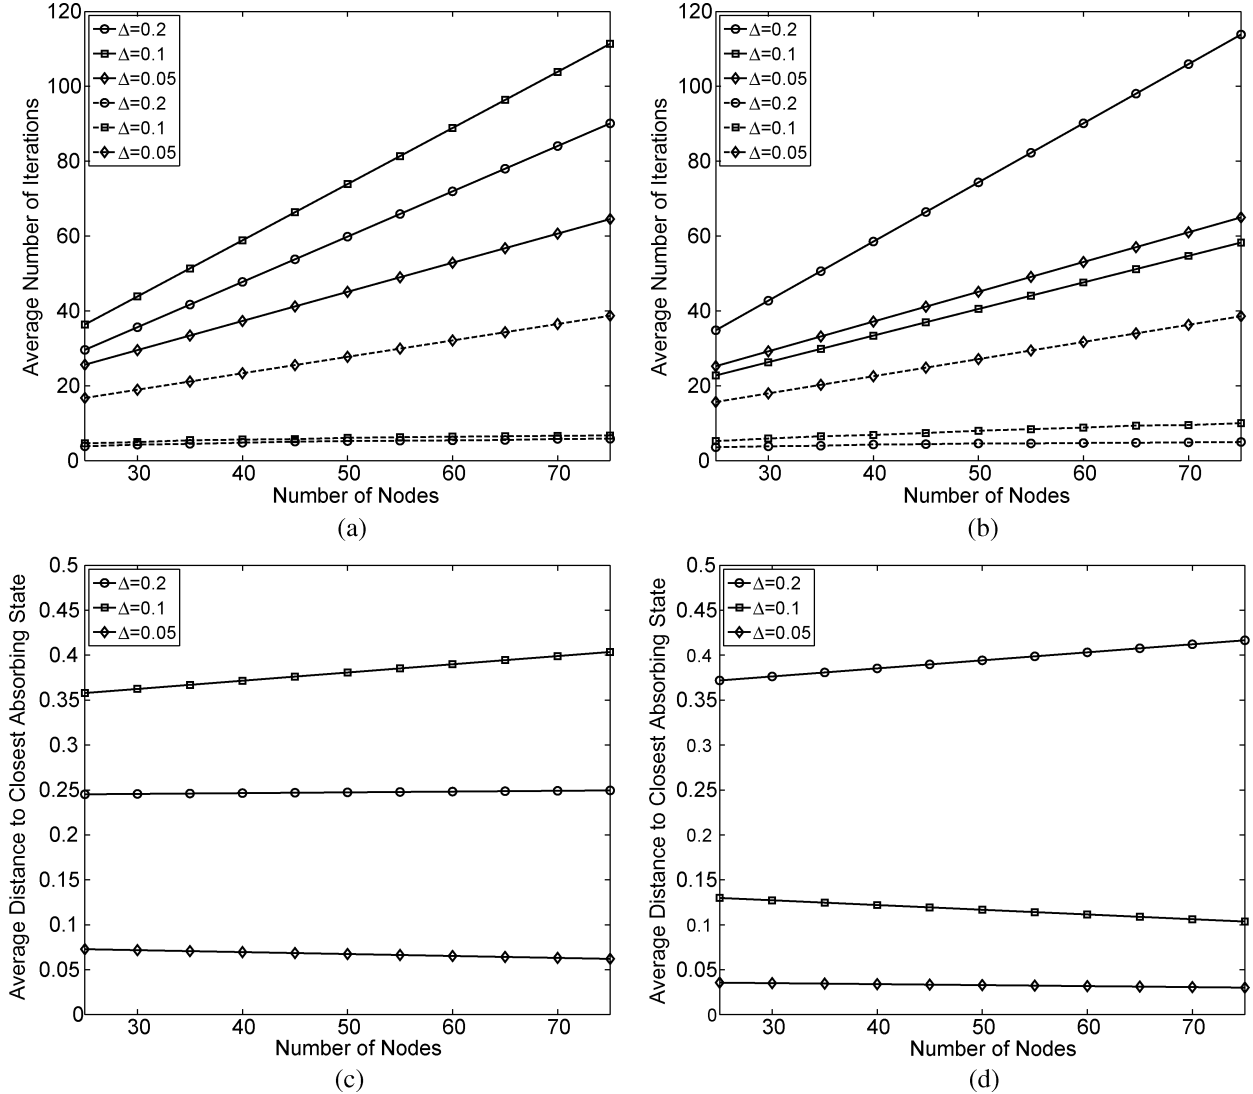 120
100
80
60
40
20
0
Average Number of Iterations
Δ=0.2
Δ=0.1
Δ=0.05
Δ=0.2
Δ=0.1
Δ=0.05
30 40 50 60 70
Number of Nodes
(a)
120
100
80
60
40
20
0
Average Number of Iterations
Δ=0.2
Δ=0.1
Δ=0.05
Δ=0.2
Δ=0.1
Δ=0.05
30 40 50 60 70
Number of Nodes
(b)
0.5
0.45
0.4
0.35
0.3
0.25
0.2
0.15
0.1
0.05
0
Average Distance to Closest Absorbing State
Δ=0.2
Δ=0.1
Δ=0.05
30 40 50 60 70
Number of Nodes
(c)
0.5
0.45
0.4
0.35
0.3
0.25
0.2
0.15
0.1
0.05
0
Average Distance to Closest Absorbing State
Δ=0.2
Δ=0.1
Δ=0.05
30 40 50 60 70
Number of Nodes
(d)